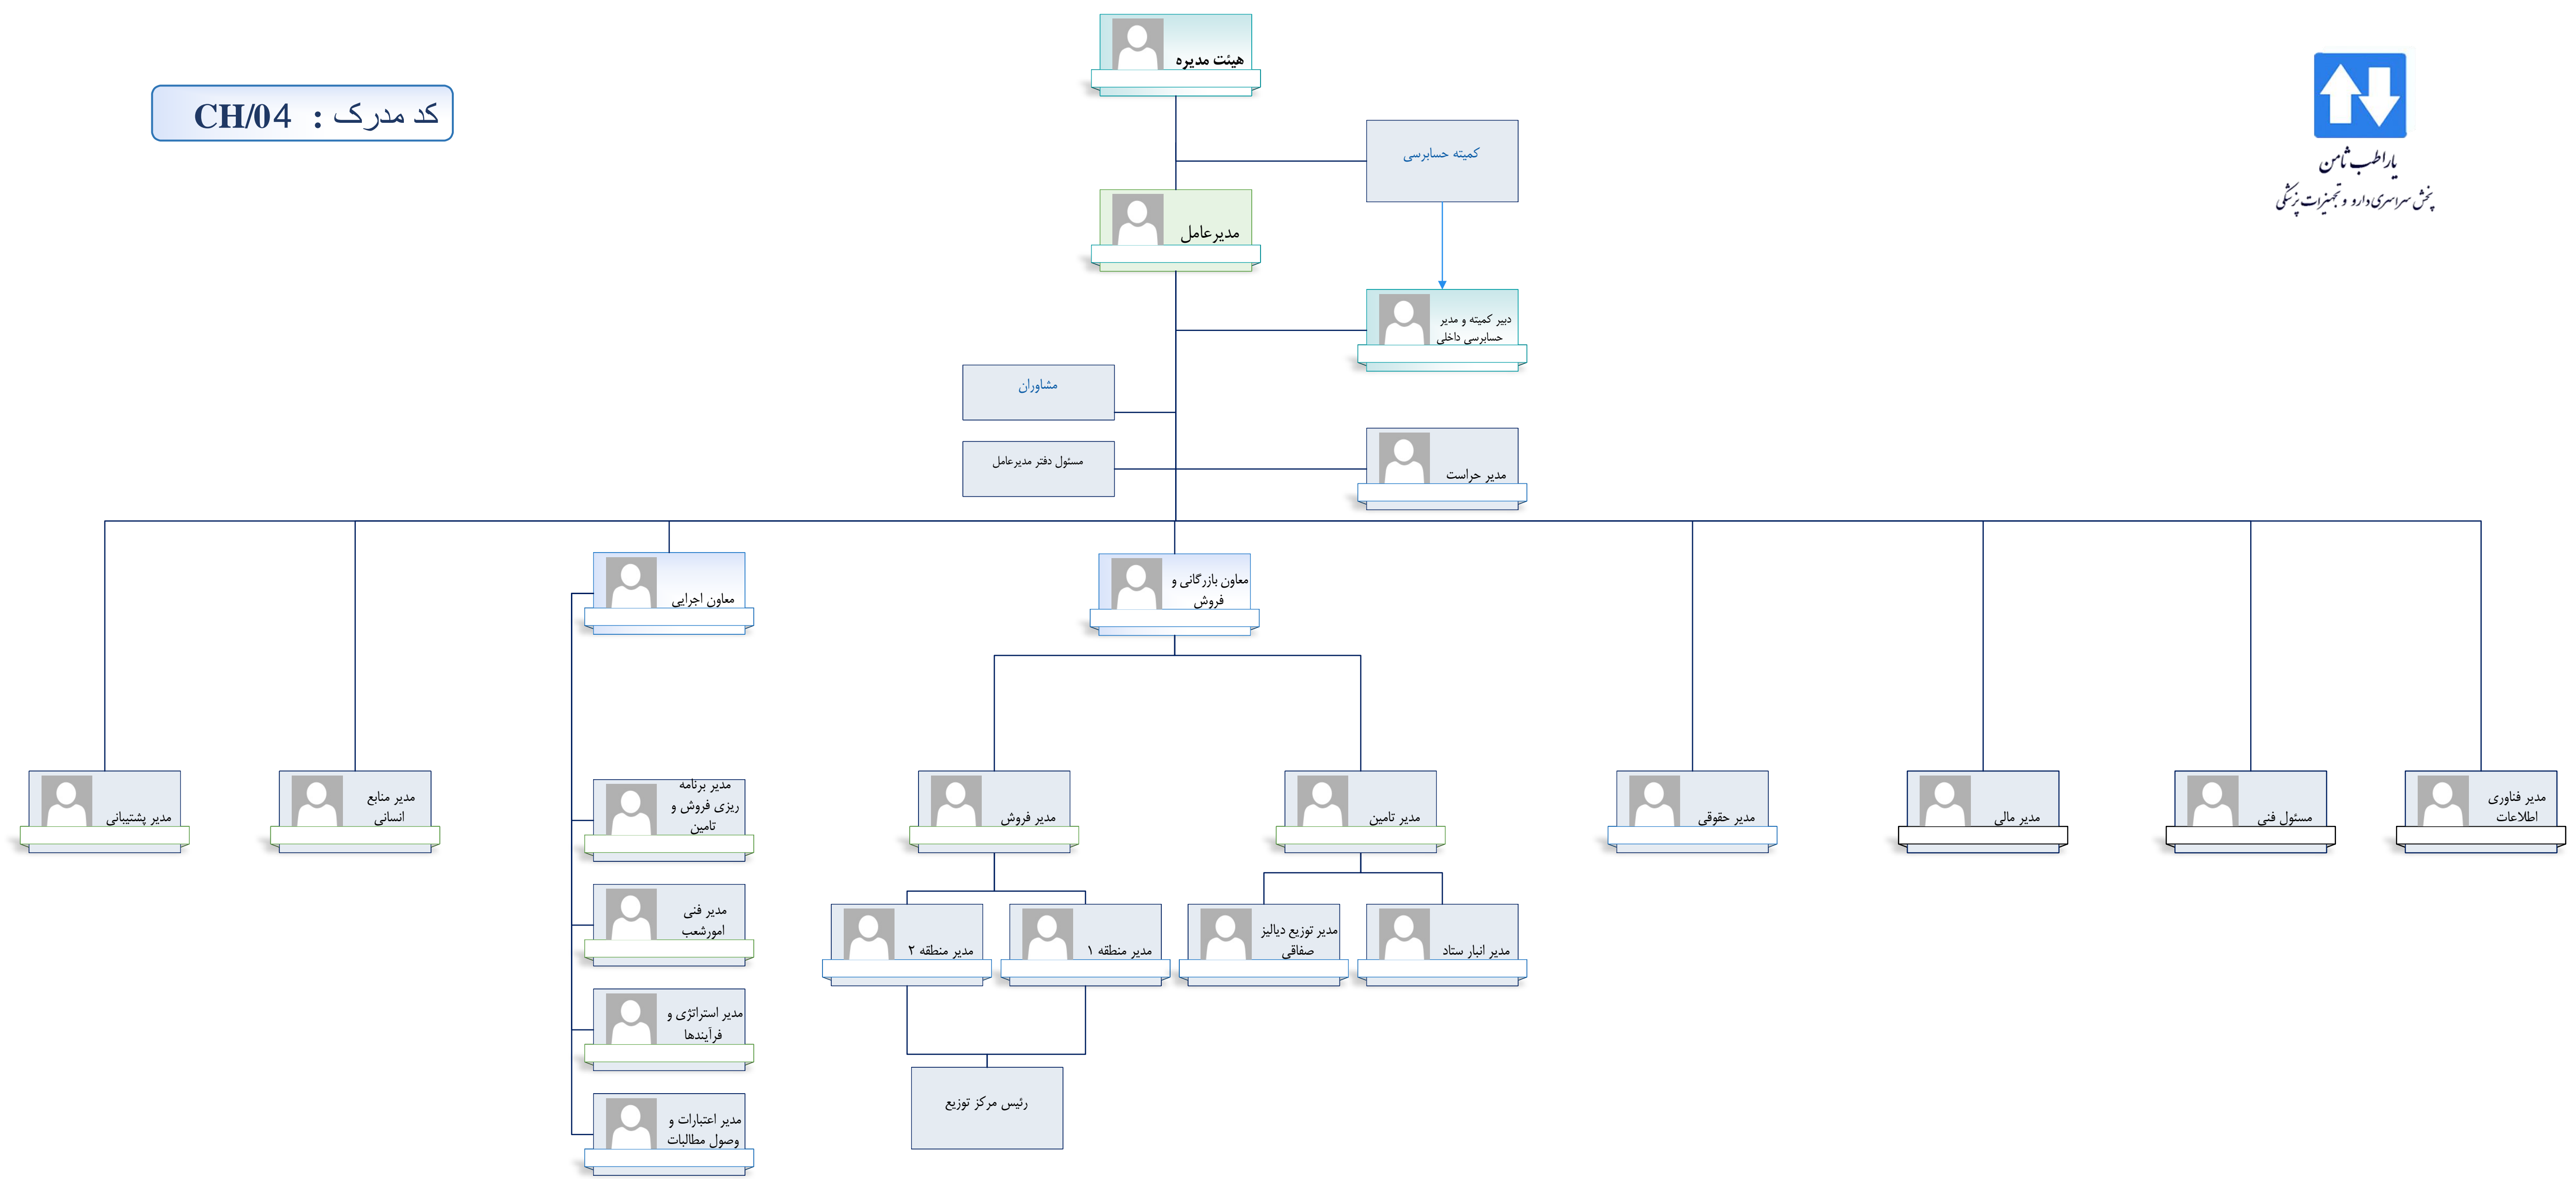 هیئت مدیره
کد مدرک : CH/04
یاراطب ثامن
پخش سراسری دارو و تجهیزات پزشکی
کمیته حسابرسی
مدیرعامل
دبیر کمیته و مدیر
حسابرسی داخلی
مشاوران
مسئول دفتر مدیرعامل
مدیر حراست
معاون بازرگانی و
فروش
معاون اجرایی
مدیر فناوری
اطلاعات
مسئول فنی
مدیر مالی
مدیر حقوقی
مدیر تامین
مدیر فروش
مدیر برنامه
ریزی فروش و
تامین
مدیر منابع
انسانی
مدیر پشتیبانی
مدیر انبار ستاد
مدیر توزیع دیالیز
صفاقی
مدیر منطقه ۱
مدیر منطقه ۲
مدیر فنی
امورشعب
مدیر استراتژی و
فرآیندها
رئیس مرکز توزیع
مدیر اعتبارات و
وصول مطالبات